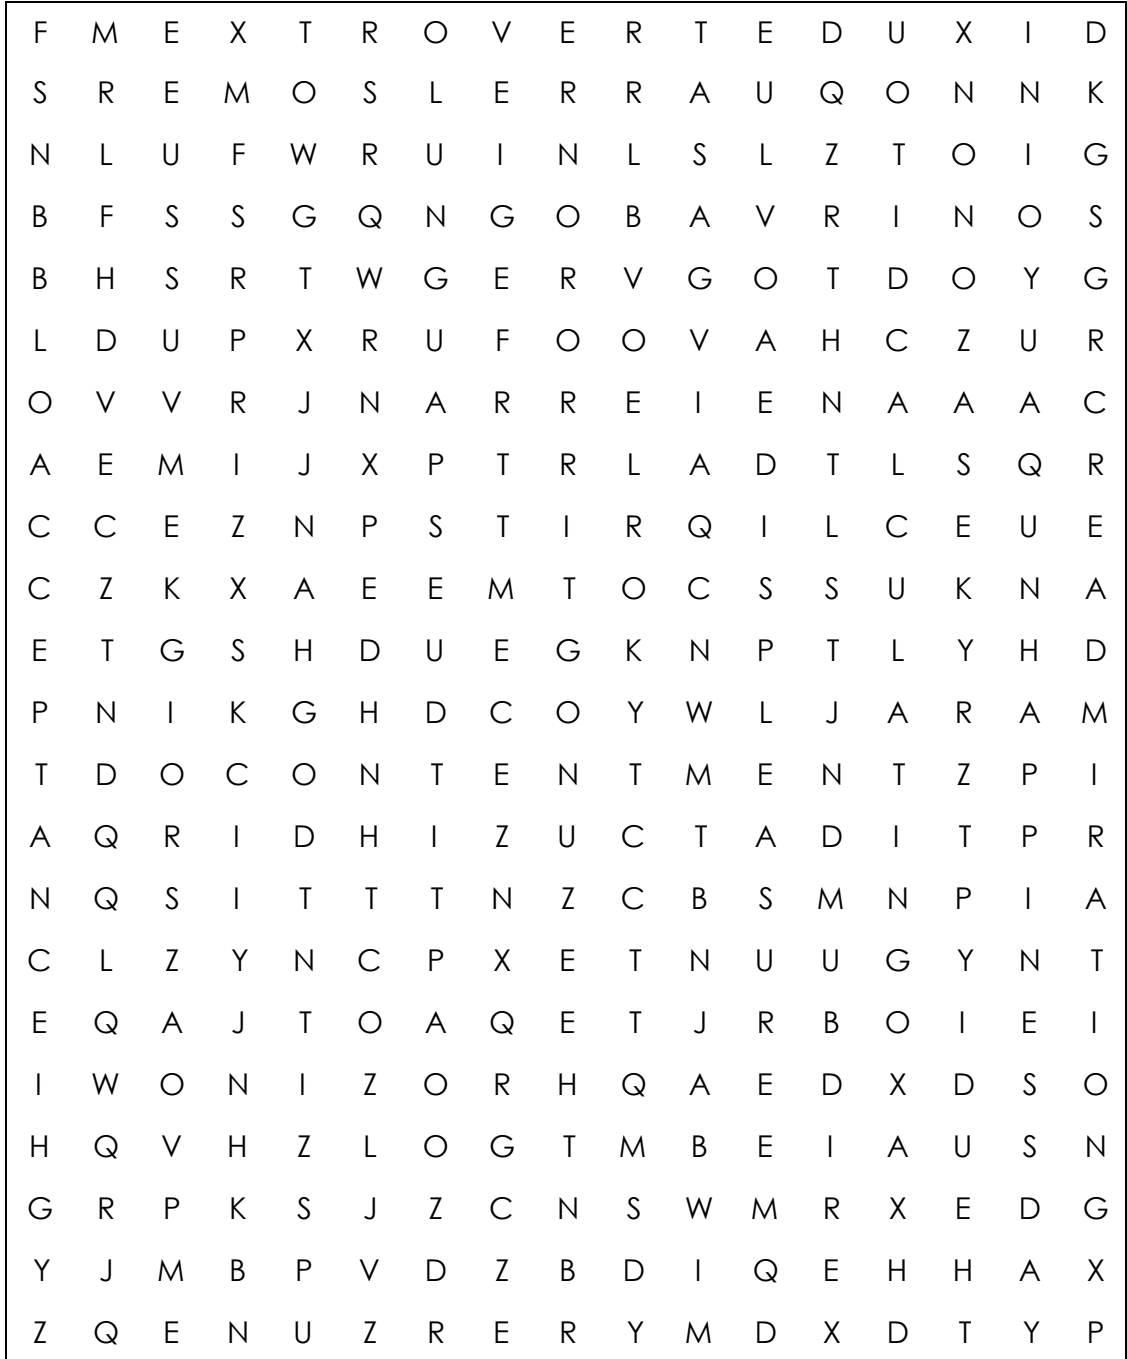 F M E X T R O V E R T E D U X I D
S R E M O S L E R R A U Q O N N K
N L U F W R U I N L S L Z T O I G
B F S S G Q N G O B A V R I N O S
B H S R T W G E R V G O T D O Y G
L D U P X R U F O O V A H C Z U R
O V V R J N A R R E I E N A A A C
A E M I J X P T R L A D T L S Q R
C C E Z N P S T I R Q I L C E U E
C Z K X A E E M T O C S S U K N A
E T G S H D U E G K N P T L Y H D
P N I K G H D C O Y W L J A R A M
T D O C O N T E N T M E N T Z P I
A Q R I D H I Z U C T A D I T P R
N Q S I T T T N Z C B S M N P I A
C L Z Y N C P X E T N U U G Y N T
E Q A J T O A Q E T J R B O I E I
I W O N I Z O R H Q A E D X D S O
H Q V H Z L O G T M B E I A U S N
G R P K S J Z C N S W M R X E D G
Y J M B P V D Z B D I Q E H H A X
Z Q E N U Z R E R Y M D X D T Y P